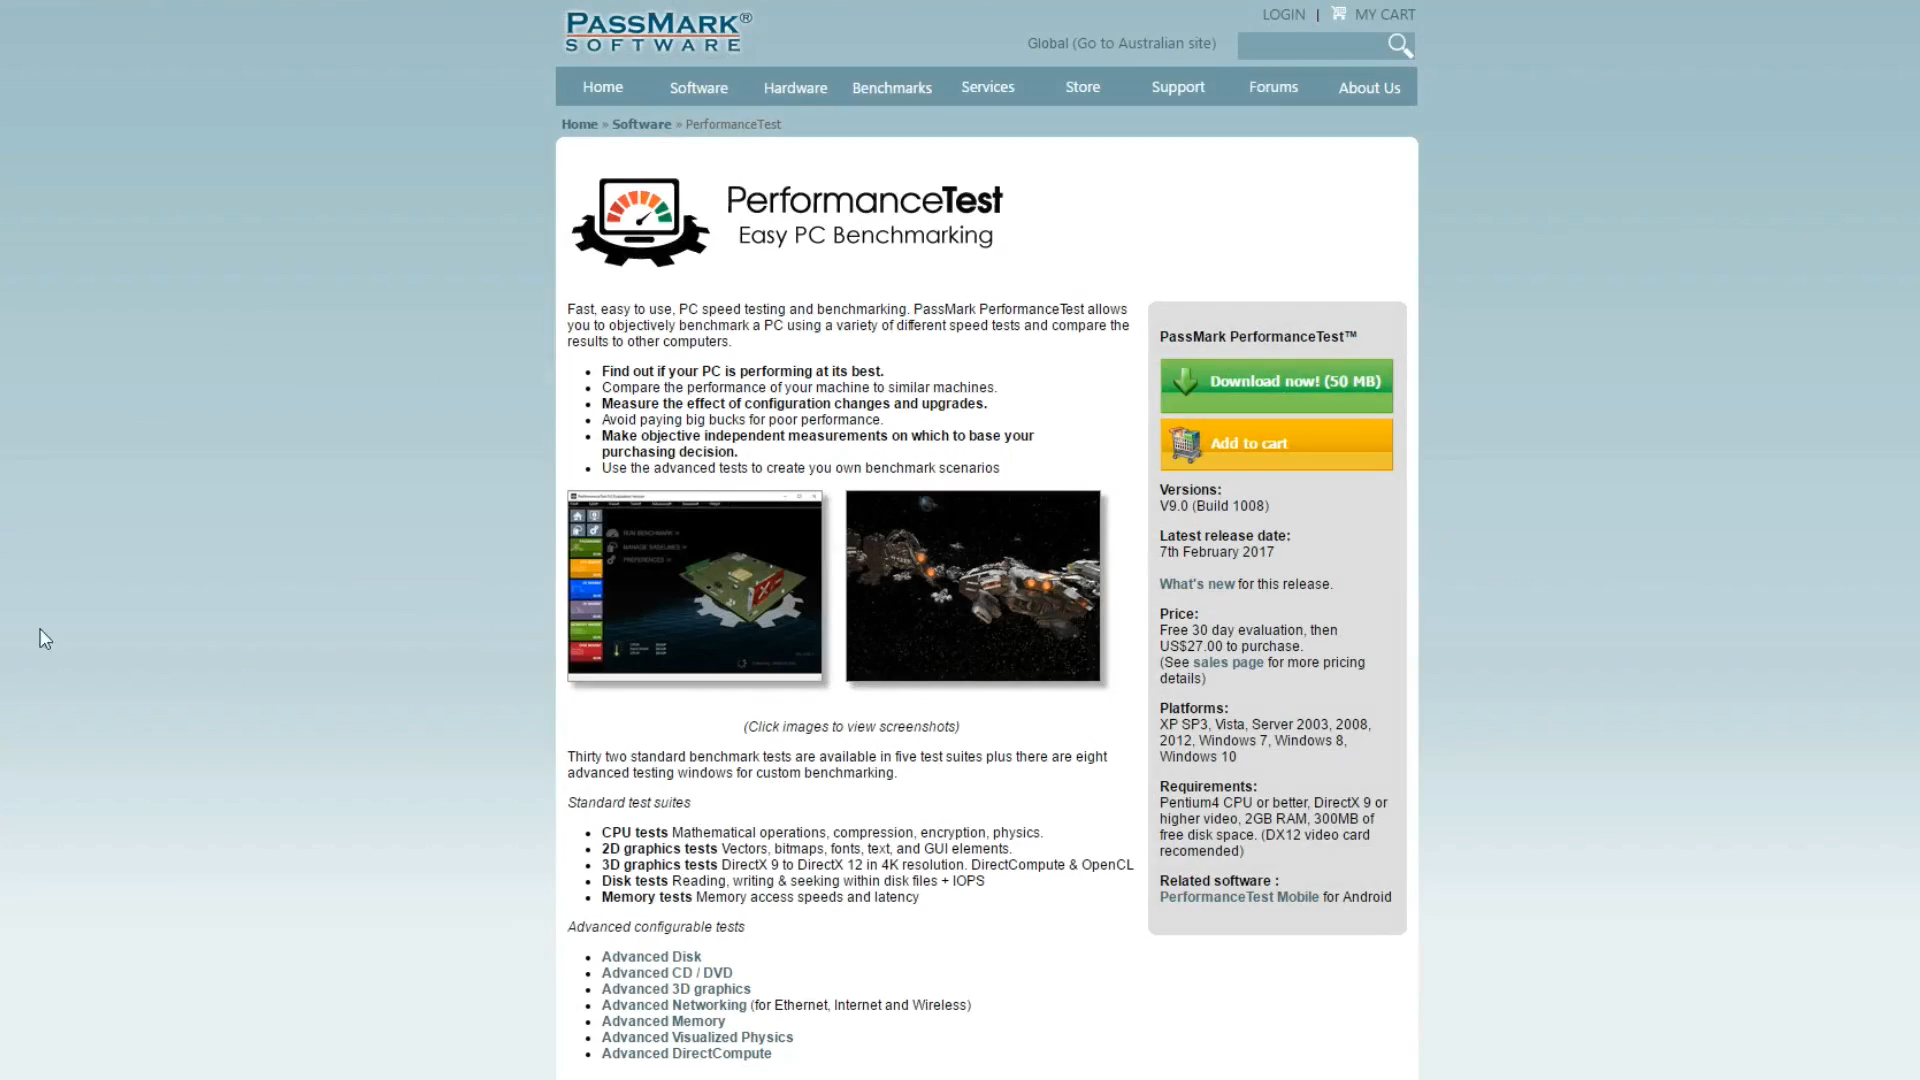 PASSMARK®
SOFTWARE
LOGIN | MY CART
Global (Go to Australian site)
Home Software Hardware Benchmarks Services Store Support Forums About Us
Home » Software » PerformanceTest
PerformanceTest
Easy PC Benchmarking
Fast, easy to use, PC speed testing and benchmarking. PassMark PerformanceTest allows
you to objectively benchmark a PC using a variety of different speed tests and compare the
results to other computers.
Find out if your PC is performing at its best.
Compare the performance of your machine to similar machines.
Measure the effect of configuration changes and upgrades.
Avoid paying big bucks for poor performance.
Make objective independent measurements on which to base your
purchasing decision.
Use the advanced tests to create you own benchmark scenarios
RUN BENCHMARK
MANAGE BASELINES
PREFERENCES
(Click images to view screenshots)
Thirty two standard benchmark tests are available in five test suites plus there are eight
advanced testing windows for custom benchmarking.
Standard test suites
CPU tests Mathematical operations, compression, encryption, physics.
2D graphics tests Vectors, bitmaps, fonts, text, and GUI elements.
3D graphics tests DirectX 9 to DirectX 12 in 4K resolution. DirectCompute & OpenCL
Disk tests Reading, writing & seeking within disk files + IOPS
Memory tests Memory access speeds and latency
Advanced configurable tests
Advanced Disk
Advanced CD / DVD
Advanced 3D graphics
Advanced Networking (for Ethernet, Internet and Wireless)
Advanced Memory
Advanced Visualized Physics
Advanced DirectCompute
PassMark PerformanceTest™
Download now! (50 MB)
Add to cart
Versions:
V9.0 (Build 1008)
Latest release date:
7th February 2017
What's new for this release.
Price:
Free 30 day evaluation, then
US$27.00 to purchase.
(See sales page for more pricing
details)
Platforms:
XP SP3, Vista, Server 2003, 2008,
2012, Windows 7, Windows 8,
Windows 10
Requirements:
Pentium4 CPU or better, DirectX 9 or
higher video, 2GB RAM, 300MB of
free disk space. (DX12 video card
recomended)
Related software :
PerformanceTest Mobile for Android